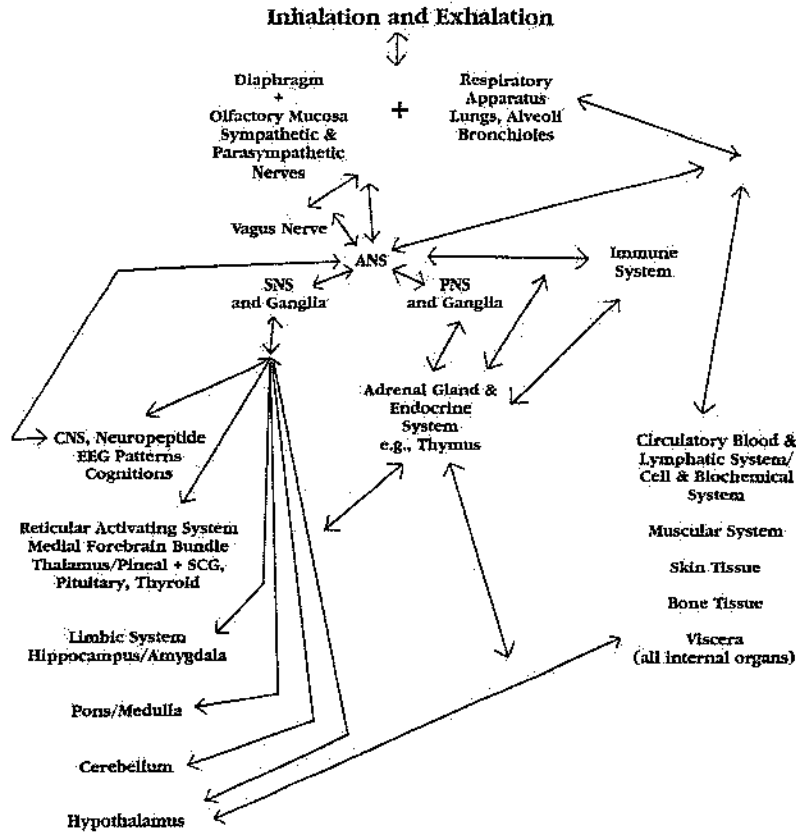 Inhalation and Exhalation
Diaphragm
+
Olfactory Mucosa
Sympathetic &
Parasympathetic
Nerves
+
Respiratory
Apparatus
Lungs, Alveoli
Bronchioles
Vagus Nerve
ANS
Immune
System
SNS
and Ganglia
PNS
and Ganglia
Adrenal Gland &
Endocrine
System
e.g., Thymus
CNS, Neuropeptide
EEG Patterns
Cognitions
Circulatory Blood &
Lymphatic System/
Cell & Biochemical
System
Muscular System
Skin Tissue
Bone Tissue
Viscera
(all internal organs)
Reticular Activating System
Medial Forebrain Bundle
Thalamus/Pineal + SCG,
Pituitary, Thyroid
Limbic System
Hippocampus/Amygdala
Pons/Medulla
Cerebellum
Hypothalamus